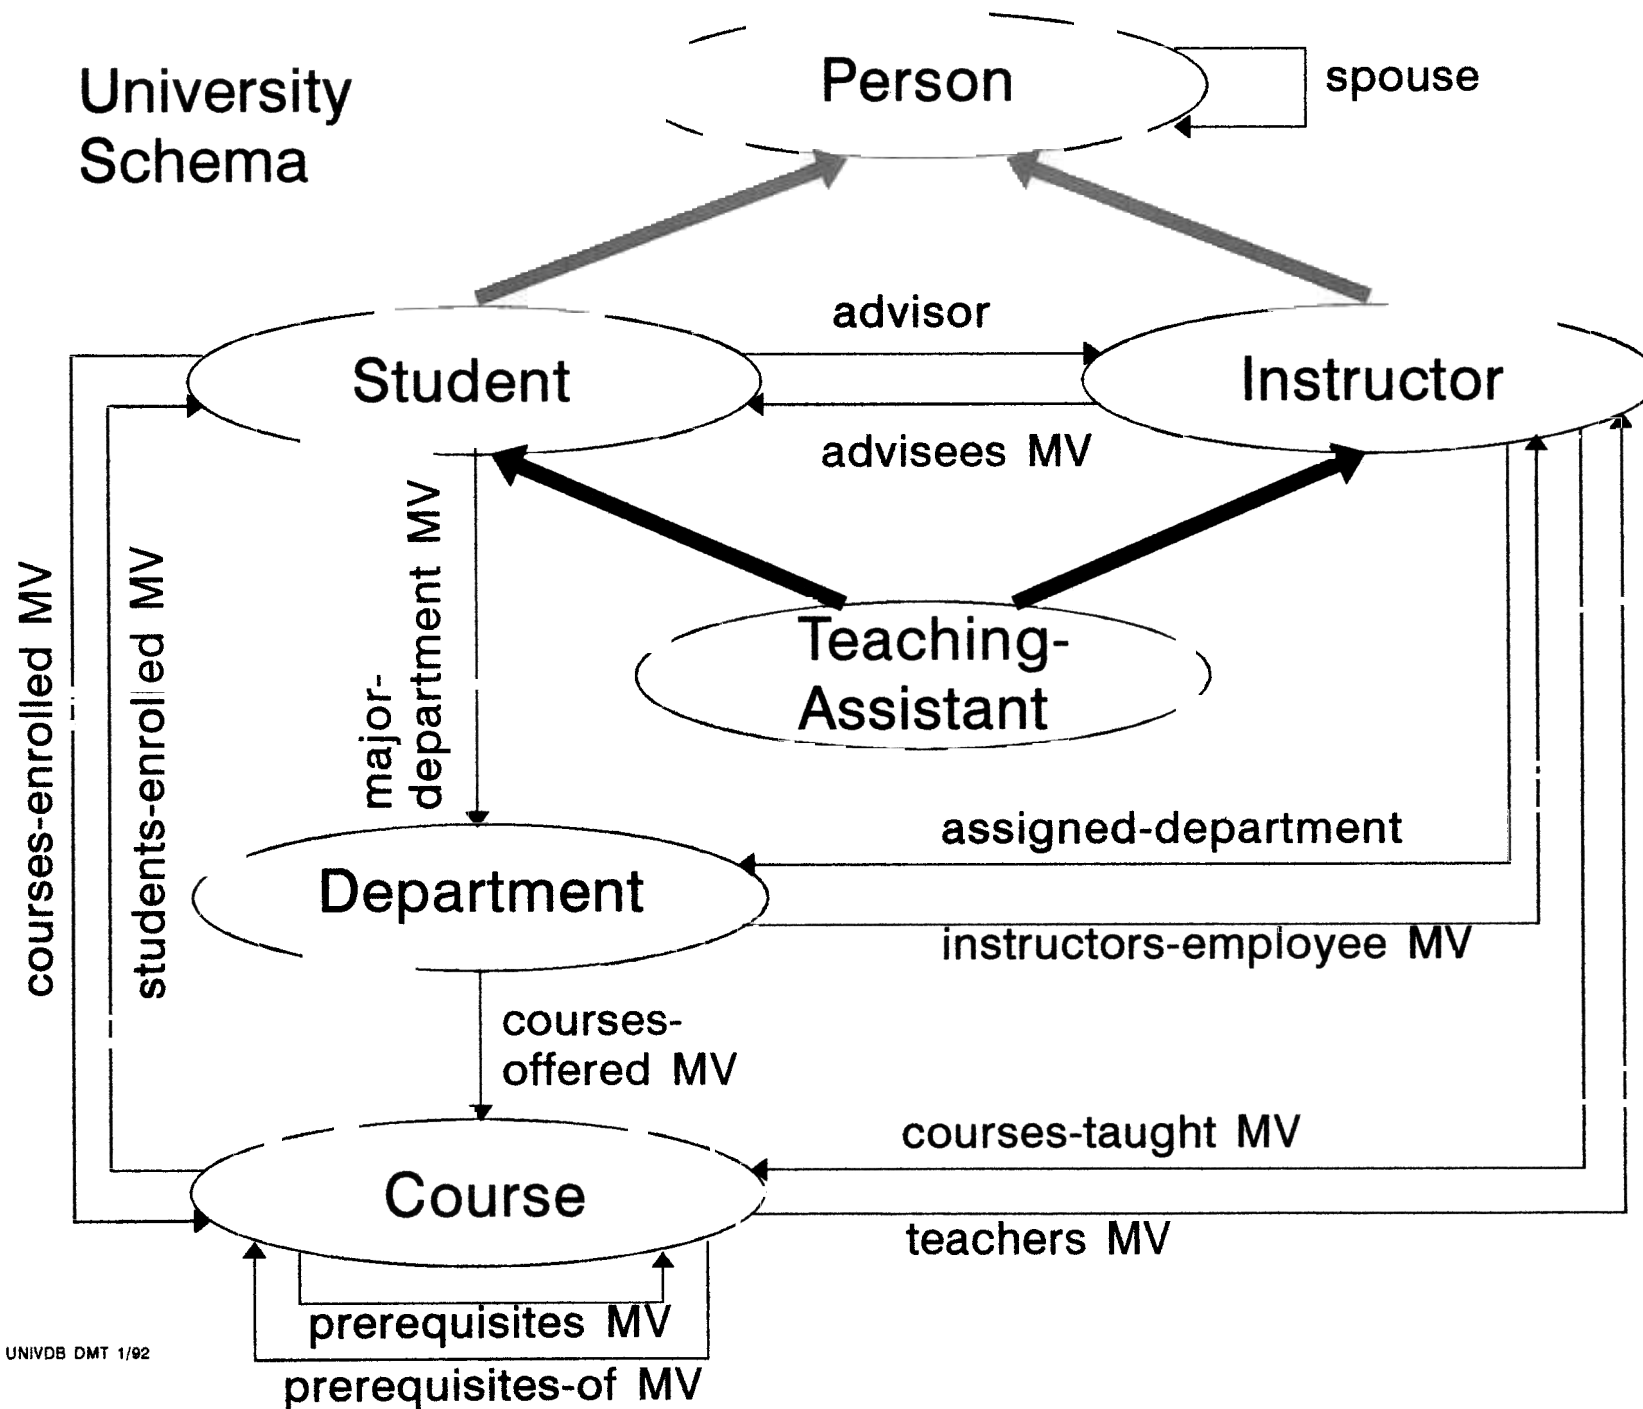 University
Schema
Person
spouse
advisor
Student
Instructor
advisees MV
major-
department MV
courses-enrolled MV
students-enrolled MV
Teaching-
Assistant
assigned-department
Department
instructors-employee MV
courses-
offered MV
courses-taught MV
Course
teachers MV
prerequisites MV
UNIVDB DMT 1/92
prerequisites-of MV